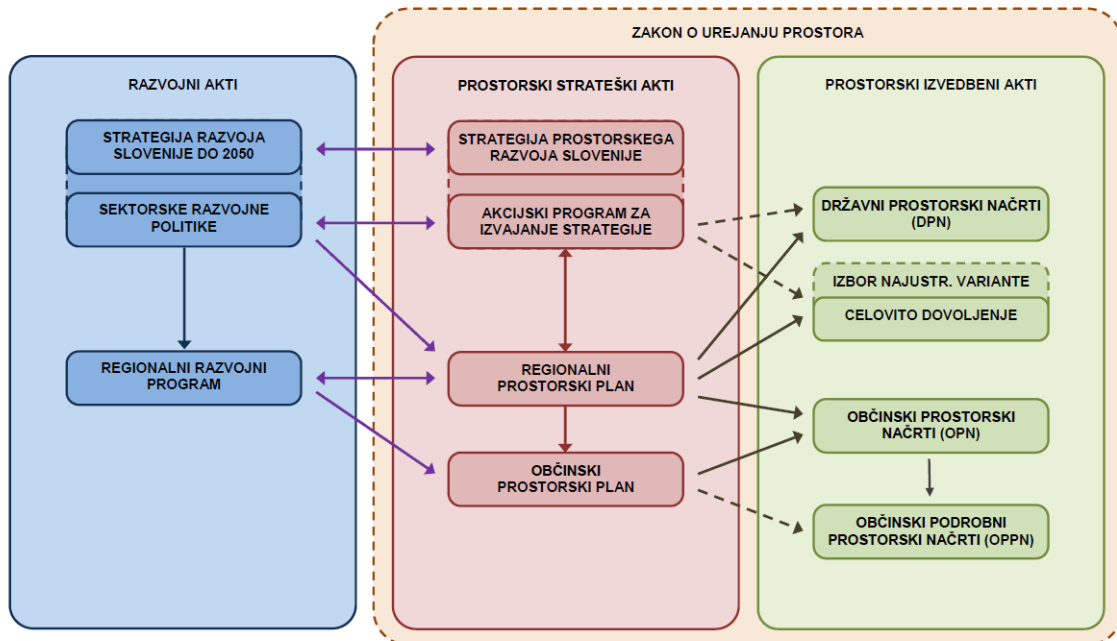 ZAKON O UREJANJU PROSTORA
RAZVOJNI AKTI
STRATEGIJA RAZVOJA
SLOVENIJE DO 2050
SEKTORSKE RAZVOJNE
POLITIKE
REGIONALNI RAZVOJNI
PROGRAM
PROSTORSKI STRATEŠKI AKTI
STRATEGIJA PROSTORSKEGA
RAZVOJA SLOVENIJE
AKCIJSKI PROGRAM ZA
IZVAJANJE STRATEGIJE
REGIONALNI
PROSTORSKI PLAN
OBČINSKI
PROSTORSKI PLAN
PROSTORSKI IZVEDBENI AKTI
DRŽAVNI PROSTORSKI NAČRTI
(DPN)
IZBOR NAJUSTR. VARIANTE
CELOVITO DOVOLJENJE
OBČINSKI PROSTORSKI
NAČRTI (OPN)
OBČINSKI PODROBNI
PROSTORSKI NAČRTI (OPPN)